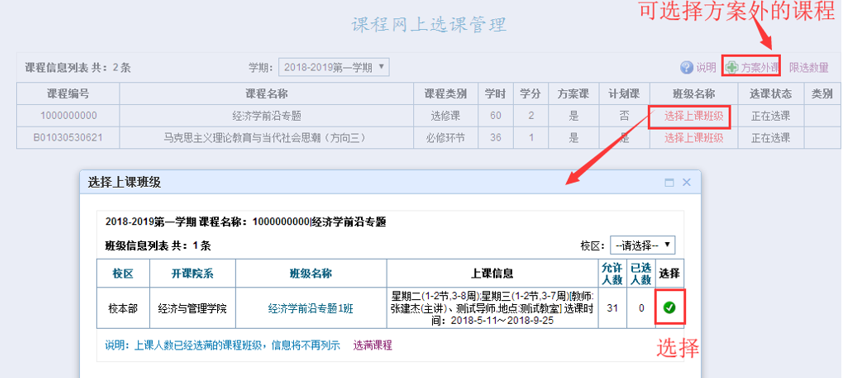 可选择方案外的课程
课程网上选课管理
课程信息列表 共：2条 学期： 2018-2019第一学期 说明 方案外课 限选数量
课程编号 课程名称 课程类别 学时 学分 方案课 计划课 班级名称 选课状态 类别
1000000000 经济学前沿专题 选修课 60 2 是 否 选择上课班级 正在选课
B01030530621 马克思主义理论教育与当代社会思潮（方向三） 必修环节 36 1 是 是 选择上课班级 正在选课
选择上课班级
2018-2019第一学期 课程名称：1000000000|经济学前沿专题
班级信息列表 共：1条 校区： --请选择--
校区 开课院系 班级名称 上课信息 允许人数 已选人数 选择
校本部 经济与管理学院 经济学前沿专题1班 星期二(1-2节,3-8周);星期三(1-2节,3-7周)[教师:
张建杰(主讲)、测试导师,地点:测试教室] 选课时
间：2018-5-11～2018-9-25 31 0
说明：上课人数已经选满的课程班级，信息将不再列示 选满课程
选择